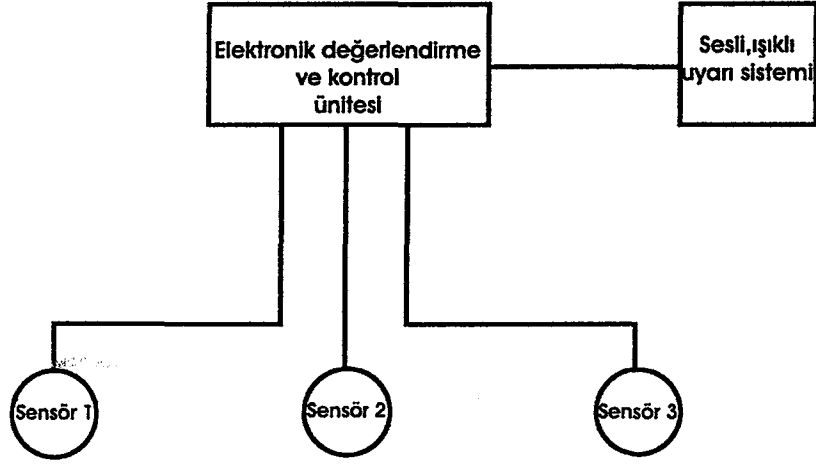 Elektronik değerlendirme
ve kontrol
ünitesi
Sesli,ışıklı
uyarı sistemi
Sensör 1
Sensör 2
Sensör 3